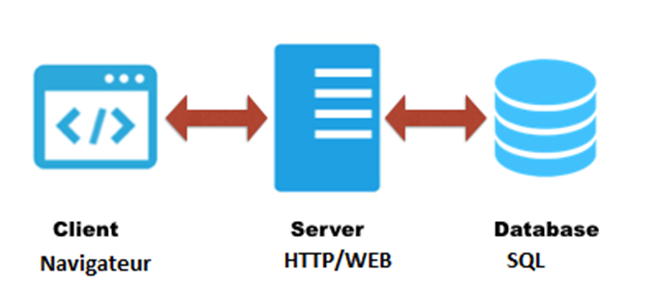 </>
Client
Navigateur
Server
HTTP/WEB
Database
SQL